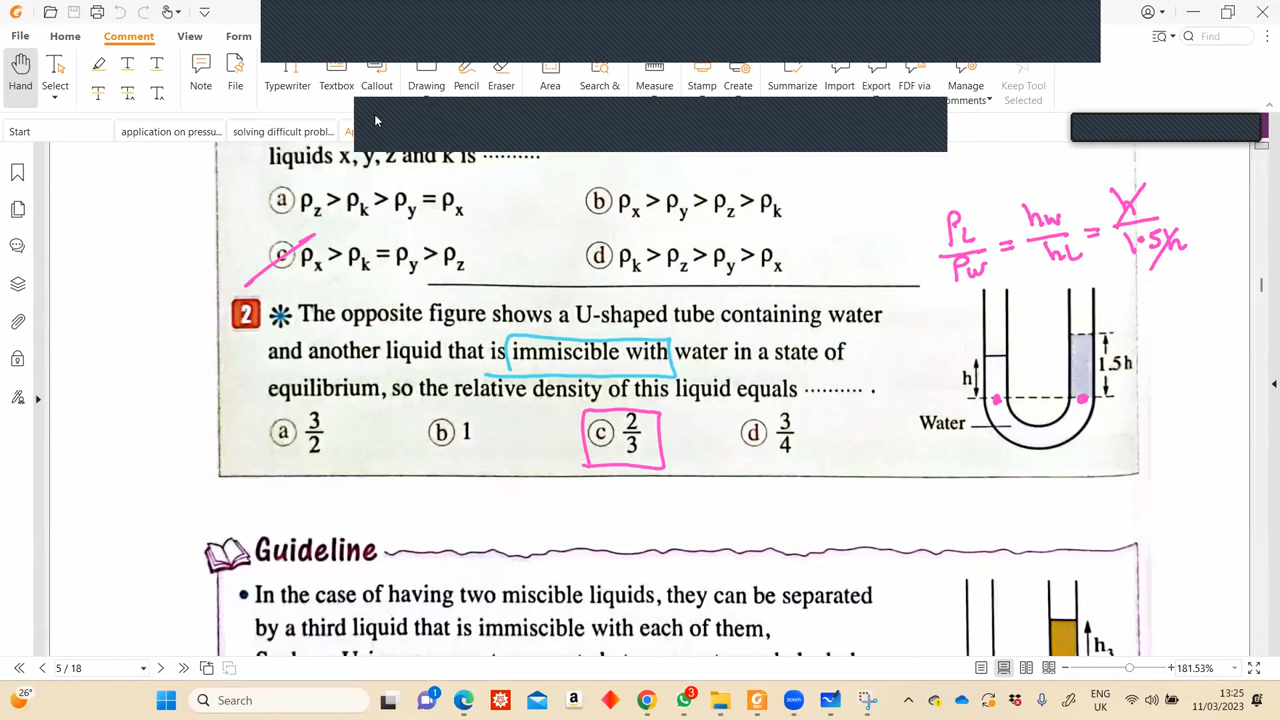 File Home Comment View Form
Find
Hand Select Note File Typewriter Textbox Callout Drawing Pencil Eraser Area Search & Measure Stamp Create Summarize Import Export FDF via Manage Comments Keep Tool Selected
Start application on pressu... solving difficult probl... Ap
liquids x, y, z and k is ..........
a ρz > ρk > ρy = ρx
b ρx > ρy > ρz > ρk
c ρx > ρk = ρy > ρz
d ρk > ρz > ρy > ρx
ρL/ρw = hw/hL = h/1.5h
2 The opposite figure shows a U-shaped tube containing water
and another liquid that is immiscible with water in a state of
equilibrium, so the relative density of this liquid equals .......... .
a 3/2 b 1 c 2/3 d 3/4
h
1.5h
Water
Guideline
• In the case of having two miscible liquids, they can be separated
by a third liquid that is immiscible with each of them,
h3
5 / 18
181.53%
26°
Search
1
3
zoom
ENG
UK
13:25
11/03/2023